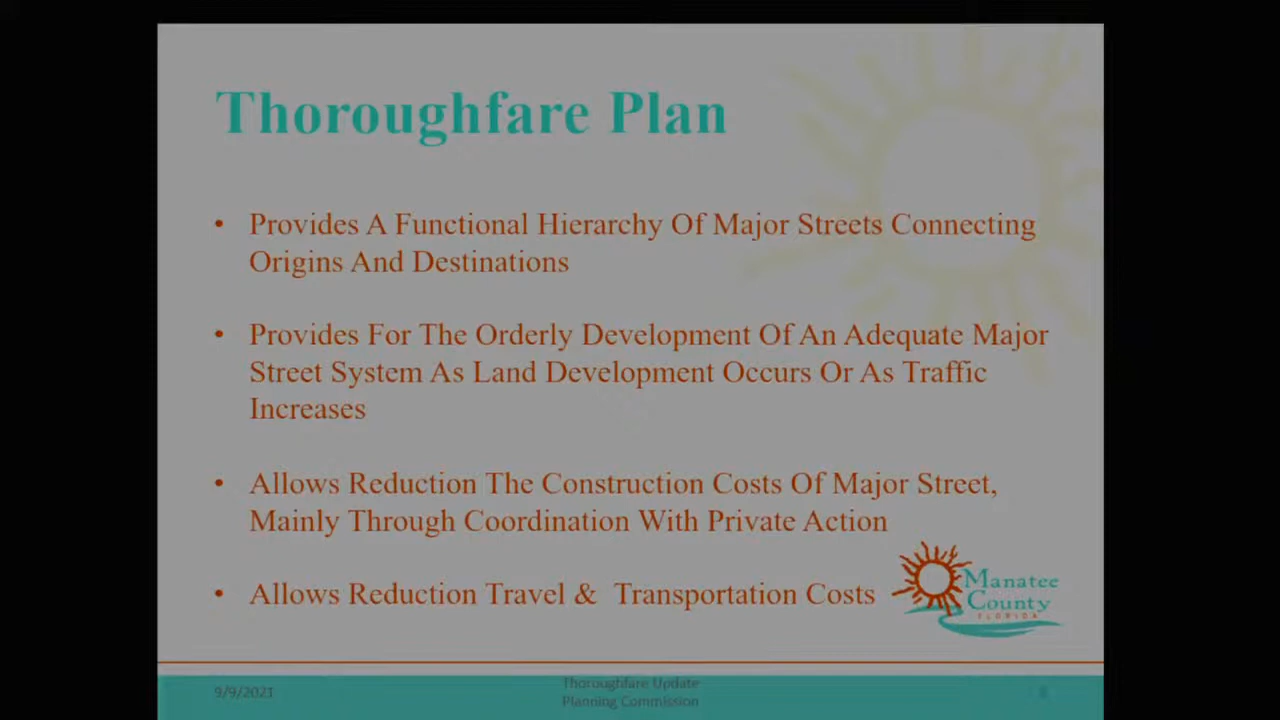 Thoroughfare Plan
• Provides A Functional Hierarchy Of Major Streets Connecting
Origins And Destinations
• Provides For The Orderly Development Of An Adequate Major
Street System As Land Development Occurs Or As Traffic
Increases
• Allows Reduction The Construction Costs Of Major Street,
Mainly Through Coordination With Private Action
• Allows Reduction Travel & Transportation Costs
Manatee
County
FLORIDA
9/9/2021
Thoroughfare Update
Planning Commission